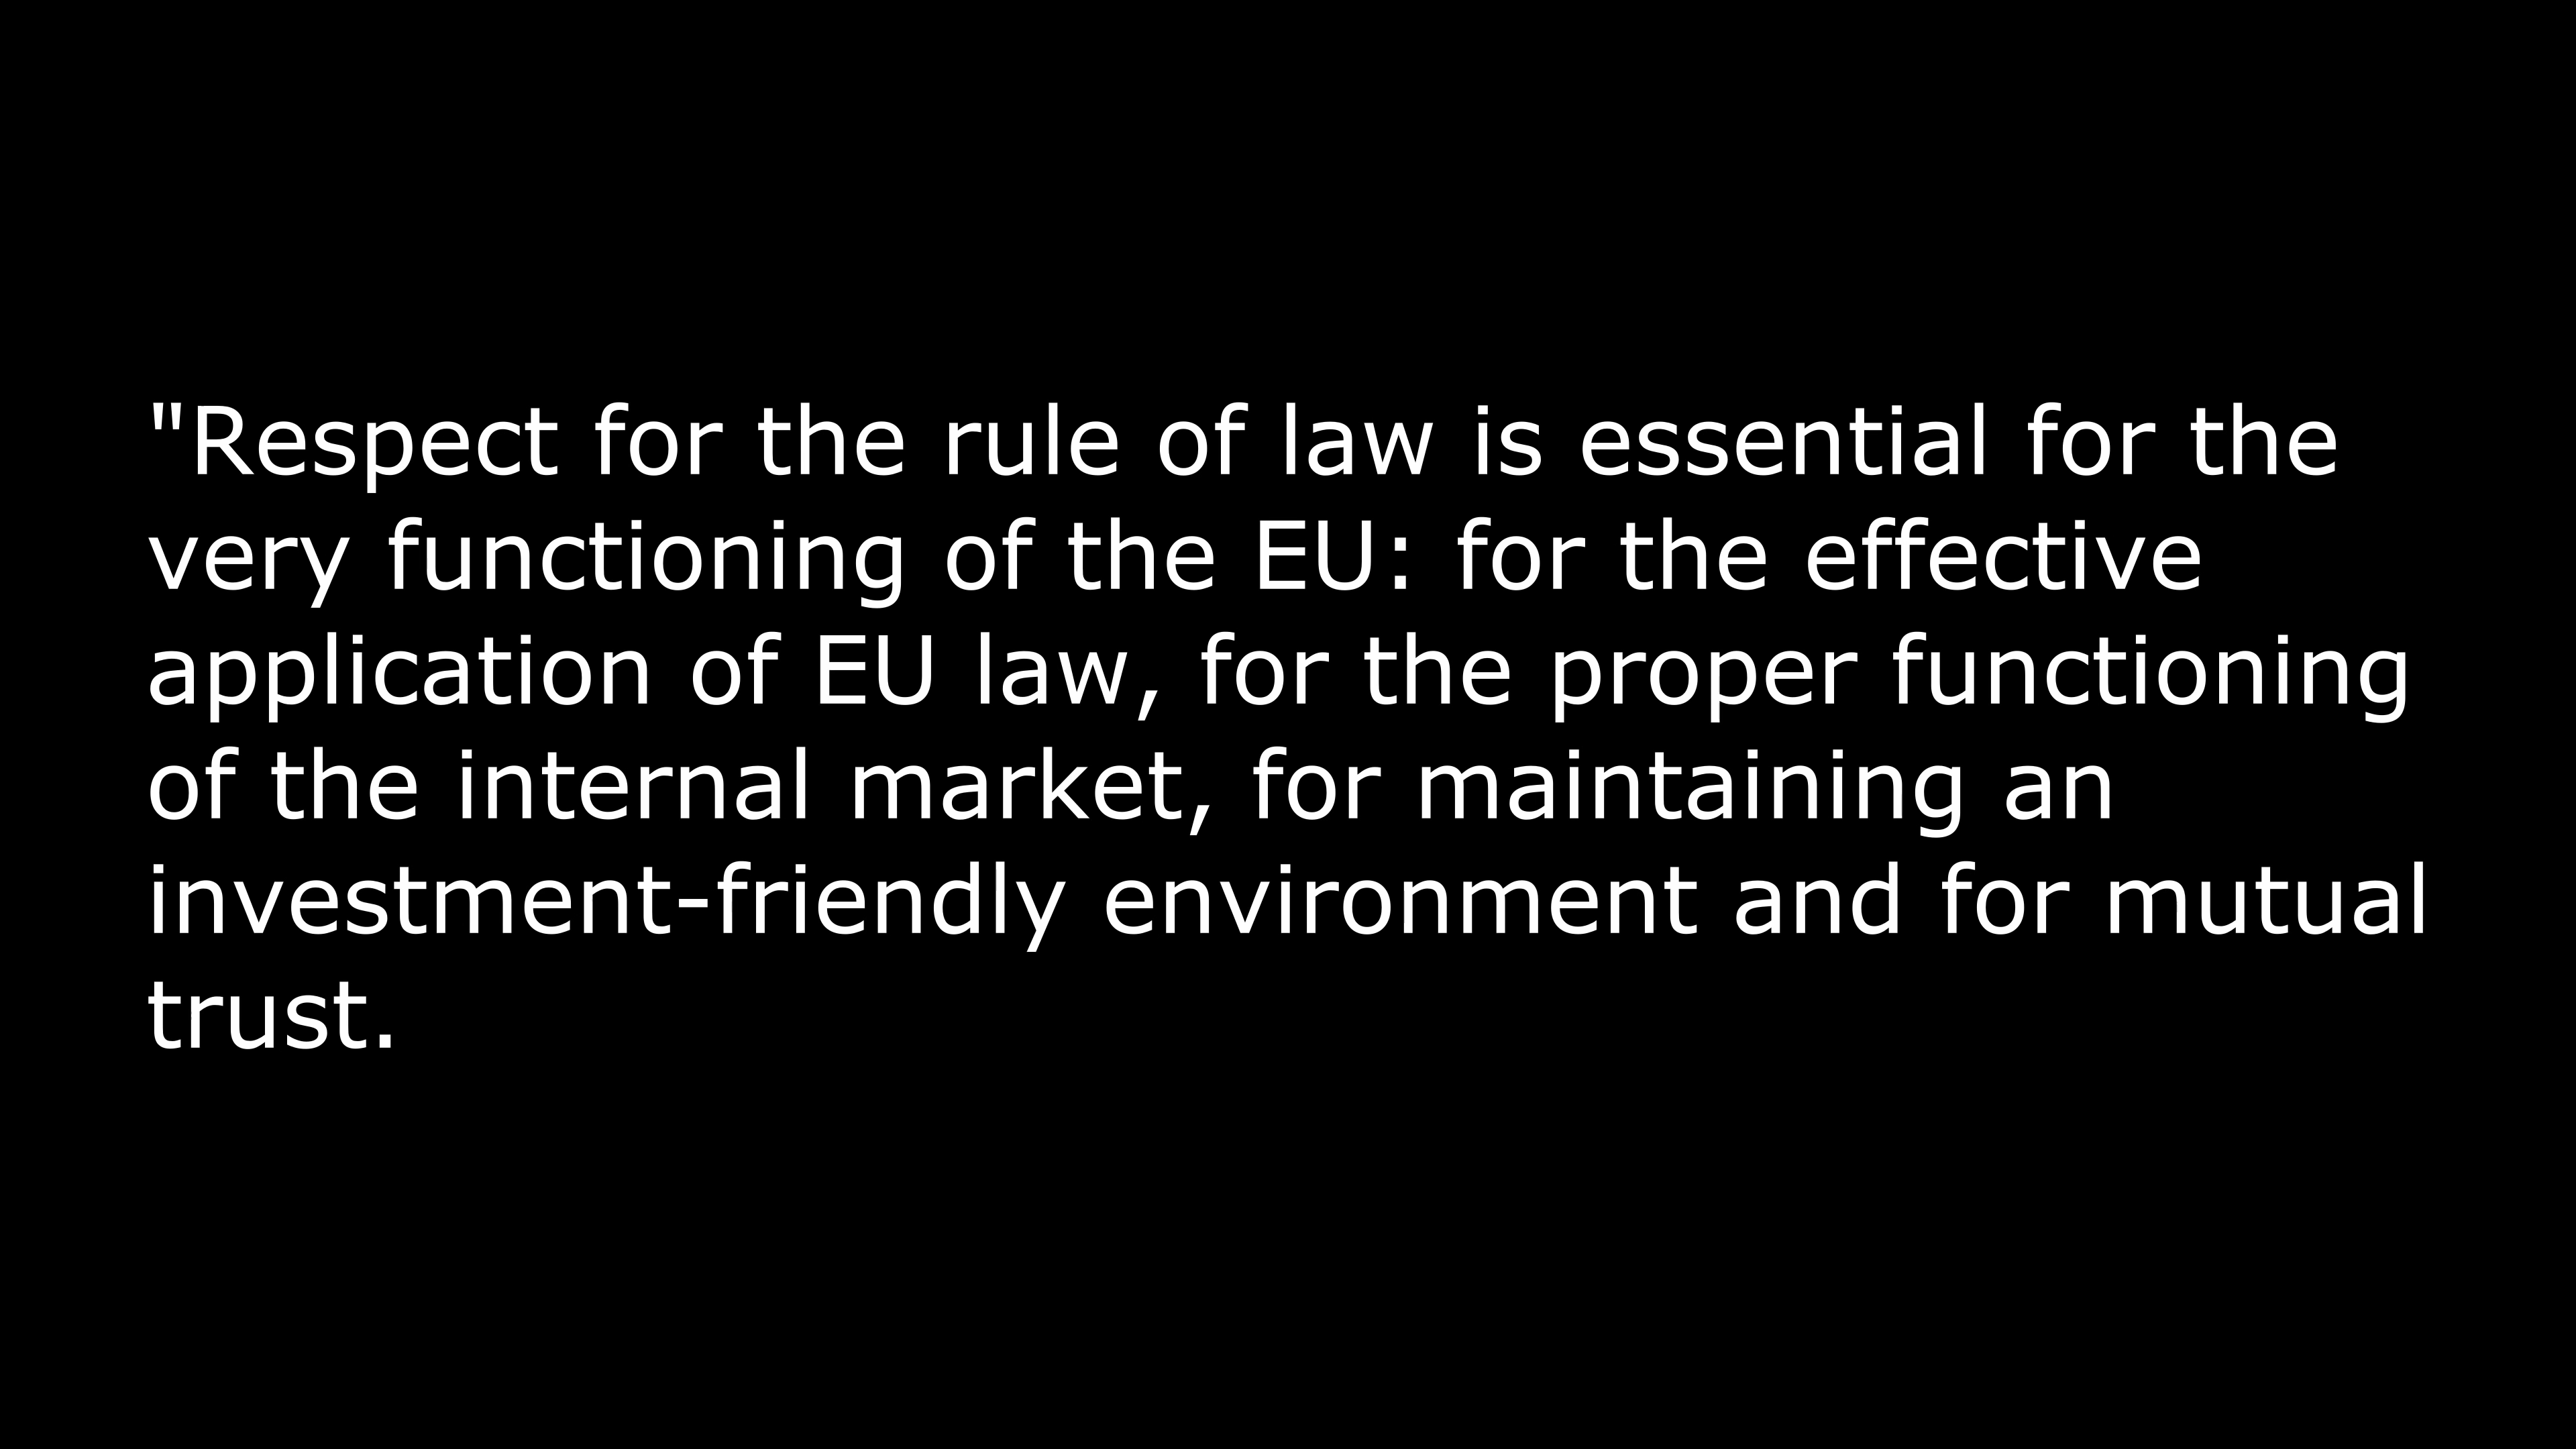 "Respect for the rule of law is essential for the
very functioning of the EU: for the effective
application of EU law, for the proper functioning
of the internal market, for maintaining an
investment-friendly environment and for mutual
trust.